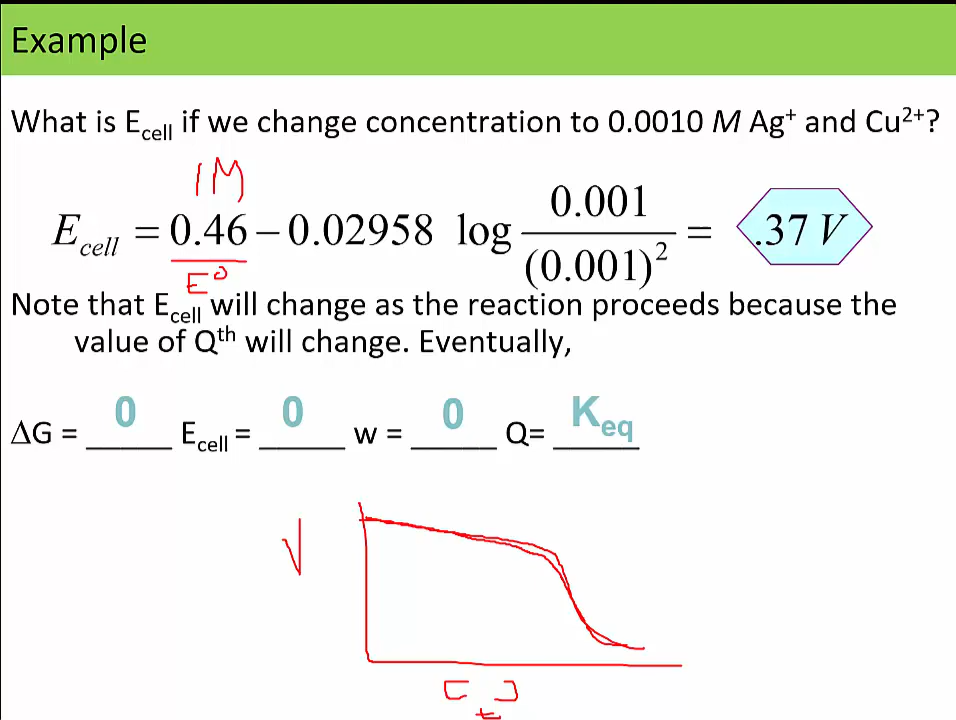 Example
What is Ecell if we change concentration to 0.0010 M Ag+ and Cu2+?
1M
Ecell = 0.46 − 0.02958 log 0.001 / (0.001)2 = .37 V
E°
Note that Ecell will change as the reaction proceeds because the
value of Qth will change. Eventually,
ΔG = 0 Ecell = 0 w = 0 Q= Keq
V
[ ]
t